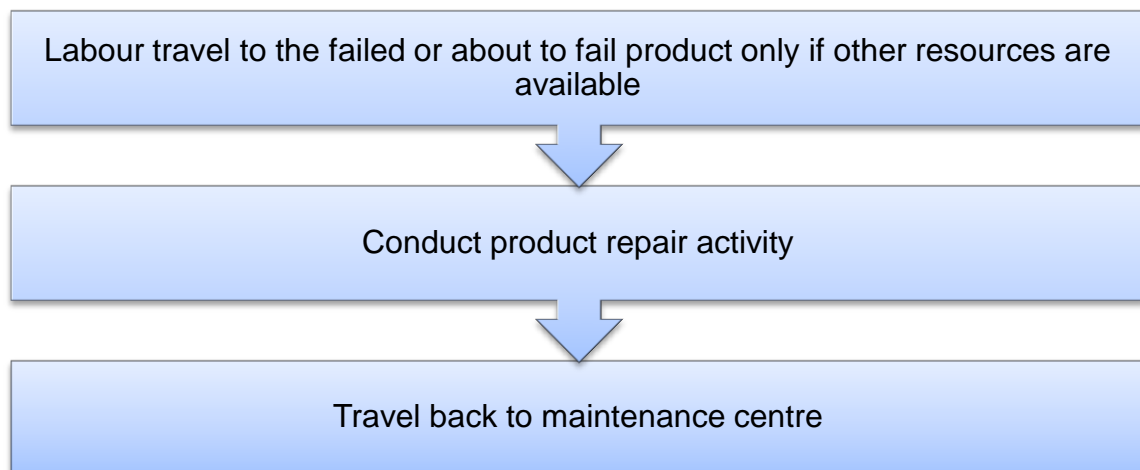 Labour travel to the failed or about to fail product only if other resources are
available
Conduct product repair activity
Travel back to maintenance centre